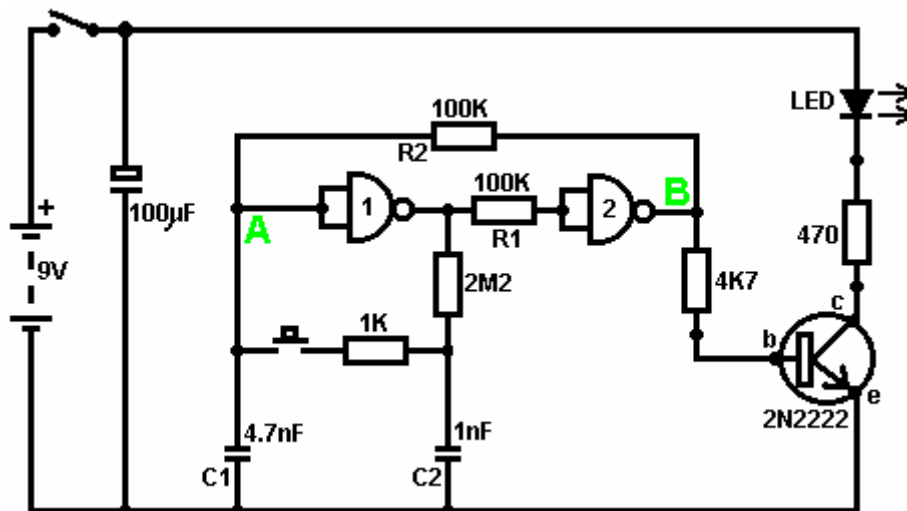 LED
100K
R2
100K
R1
A
1
2
B
100µF
+
9V
2M2
4K7
470
1K
c
b
e
2N2222
4.7nF
C1
1nF
C2